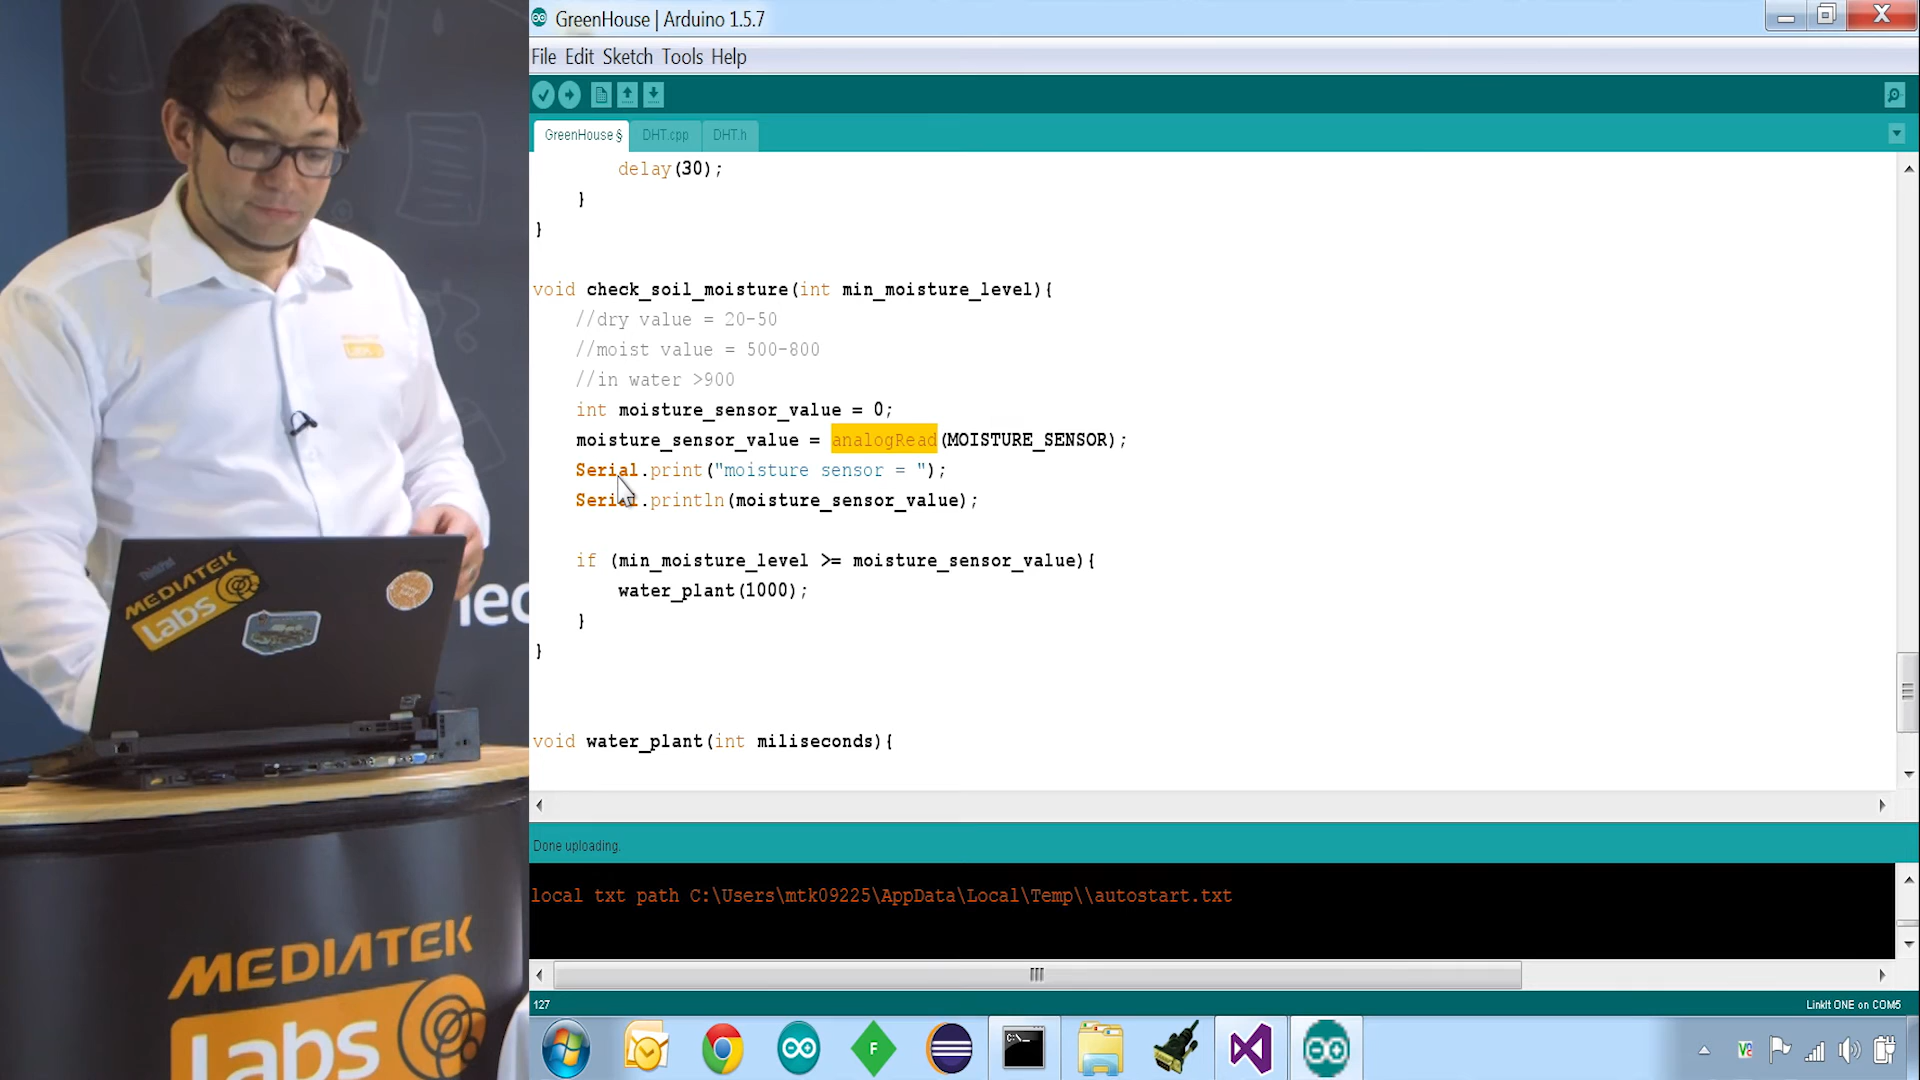 GreenHouse | Arduino 1.5.7
File Edit Sketch Tools Help
GreenHouse § DHT.cpp DHT.h
delay(30);
}
}
void check_soil_moisture(int min_moisture_level){
//dry value = 20-50
//moist value = 500-800
//in water >900
int moisture_sensor_value = 0;
moisture_sensor_value = analogRead(MOISTURE_SENSOR);
Serial.print("moisture sensor = ");
Serial.println(moisture_sensor_value);
if (min_moisture_level >= moisture_sensor_value){
water_plant(1000);
}
}
void water_plant(int miliseconds){
Done uploading.
local txt path C:\Users\mtk09225\AppData\Local\Temp\\autostart.txt
127
LinkIt ONE on COM5
C:\_
F
MEDIATEK
LABS
ThinkPad
MEDIATEK
Labs
MEDIATEK
Labs